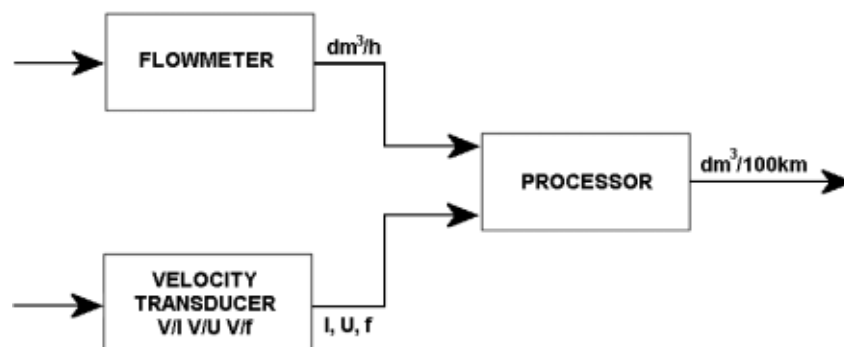 FLOWMETER
dm³/h
PROCESSOR
dm³/100km
VELOCITY
TRANSDUCER
V/I V/U V/f
I, U, f